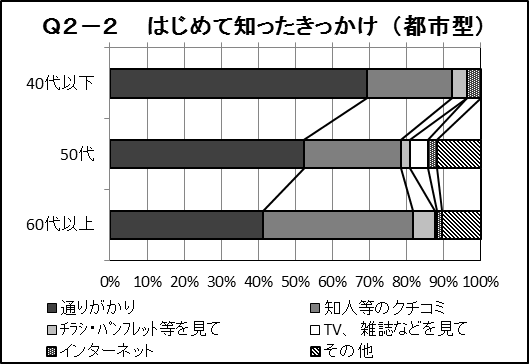 Q2－2　はじめて知ったきっかけ（都市型）
40代以下
50代
60代以上
0% 10% 20% 30% 40% 50% 60% 70% 80% 90% 100%
通りがかり 知人等のクチコミ
ﾁﾗｼ・ﾊﾟﾝﾌﾚｯﾄ等を見て TV、雑誌などを見て
インターネット その他